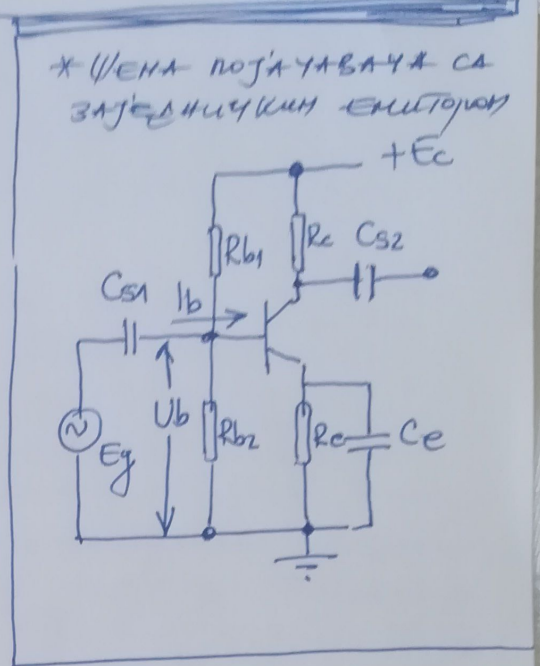 * ШЕМА ПОЈАЧАВАЧА СА
ЗАЈЕДНИЧКИМ ЕМИТОРОМ
+Ec
Rb1
Rc
Cs2
Cs1
Ib
Ub
Rb2
Re
Ce
Eg